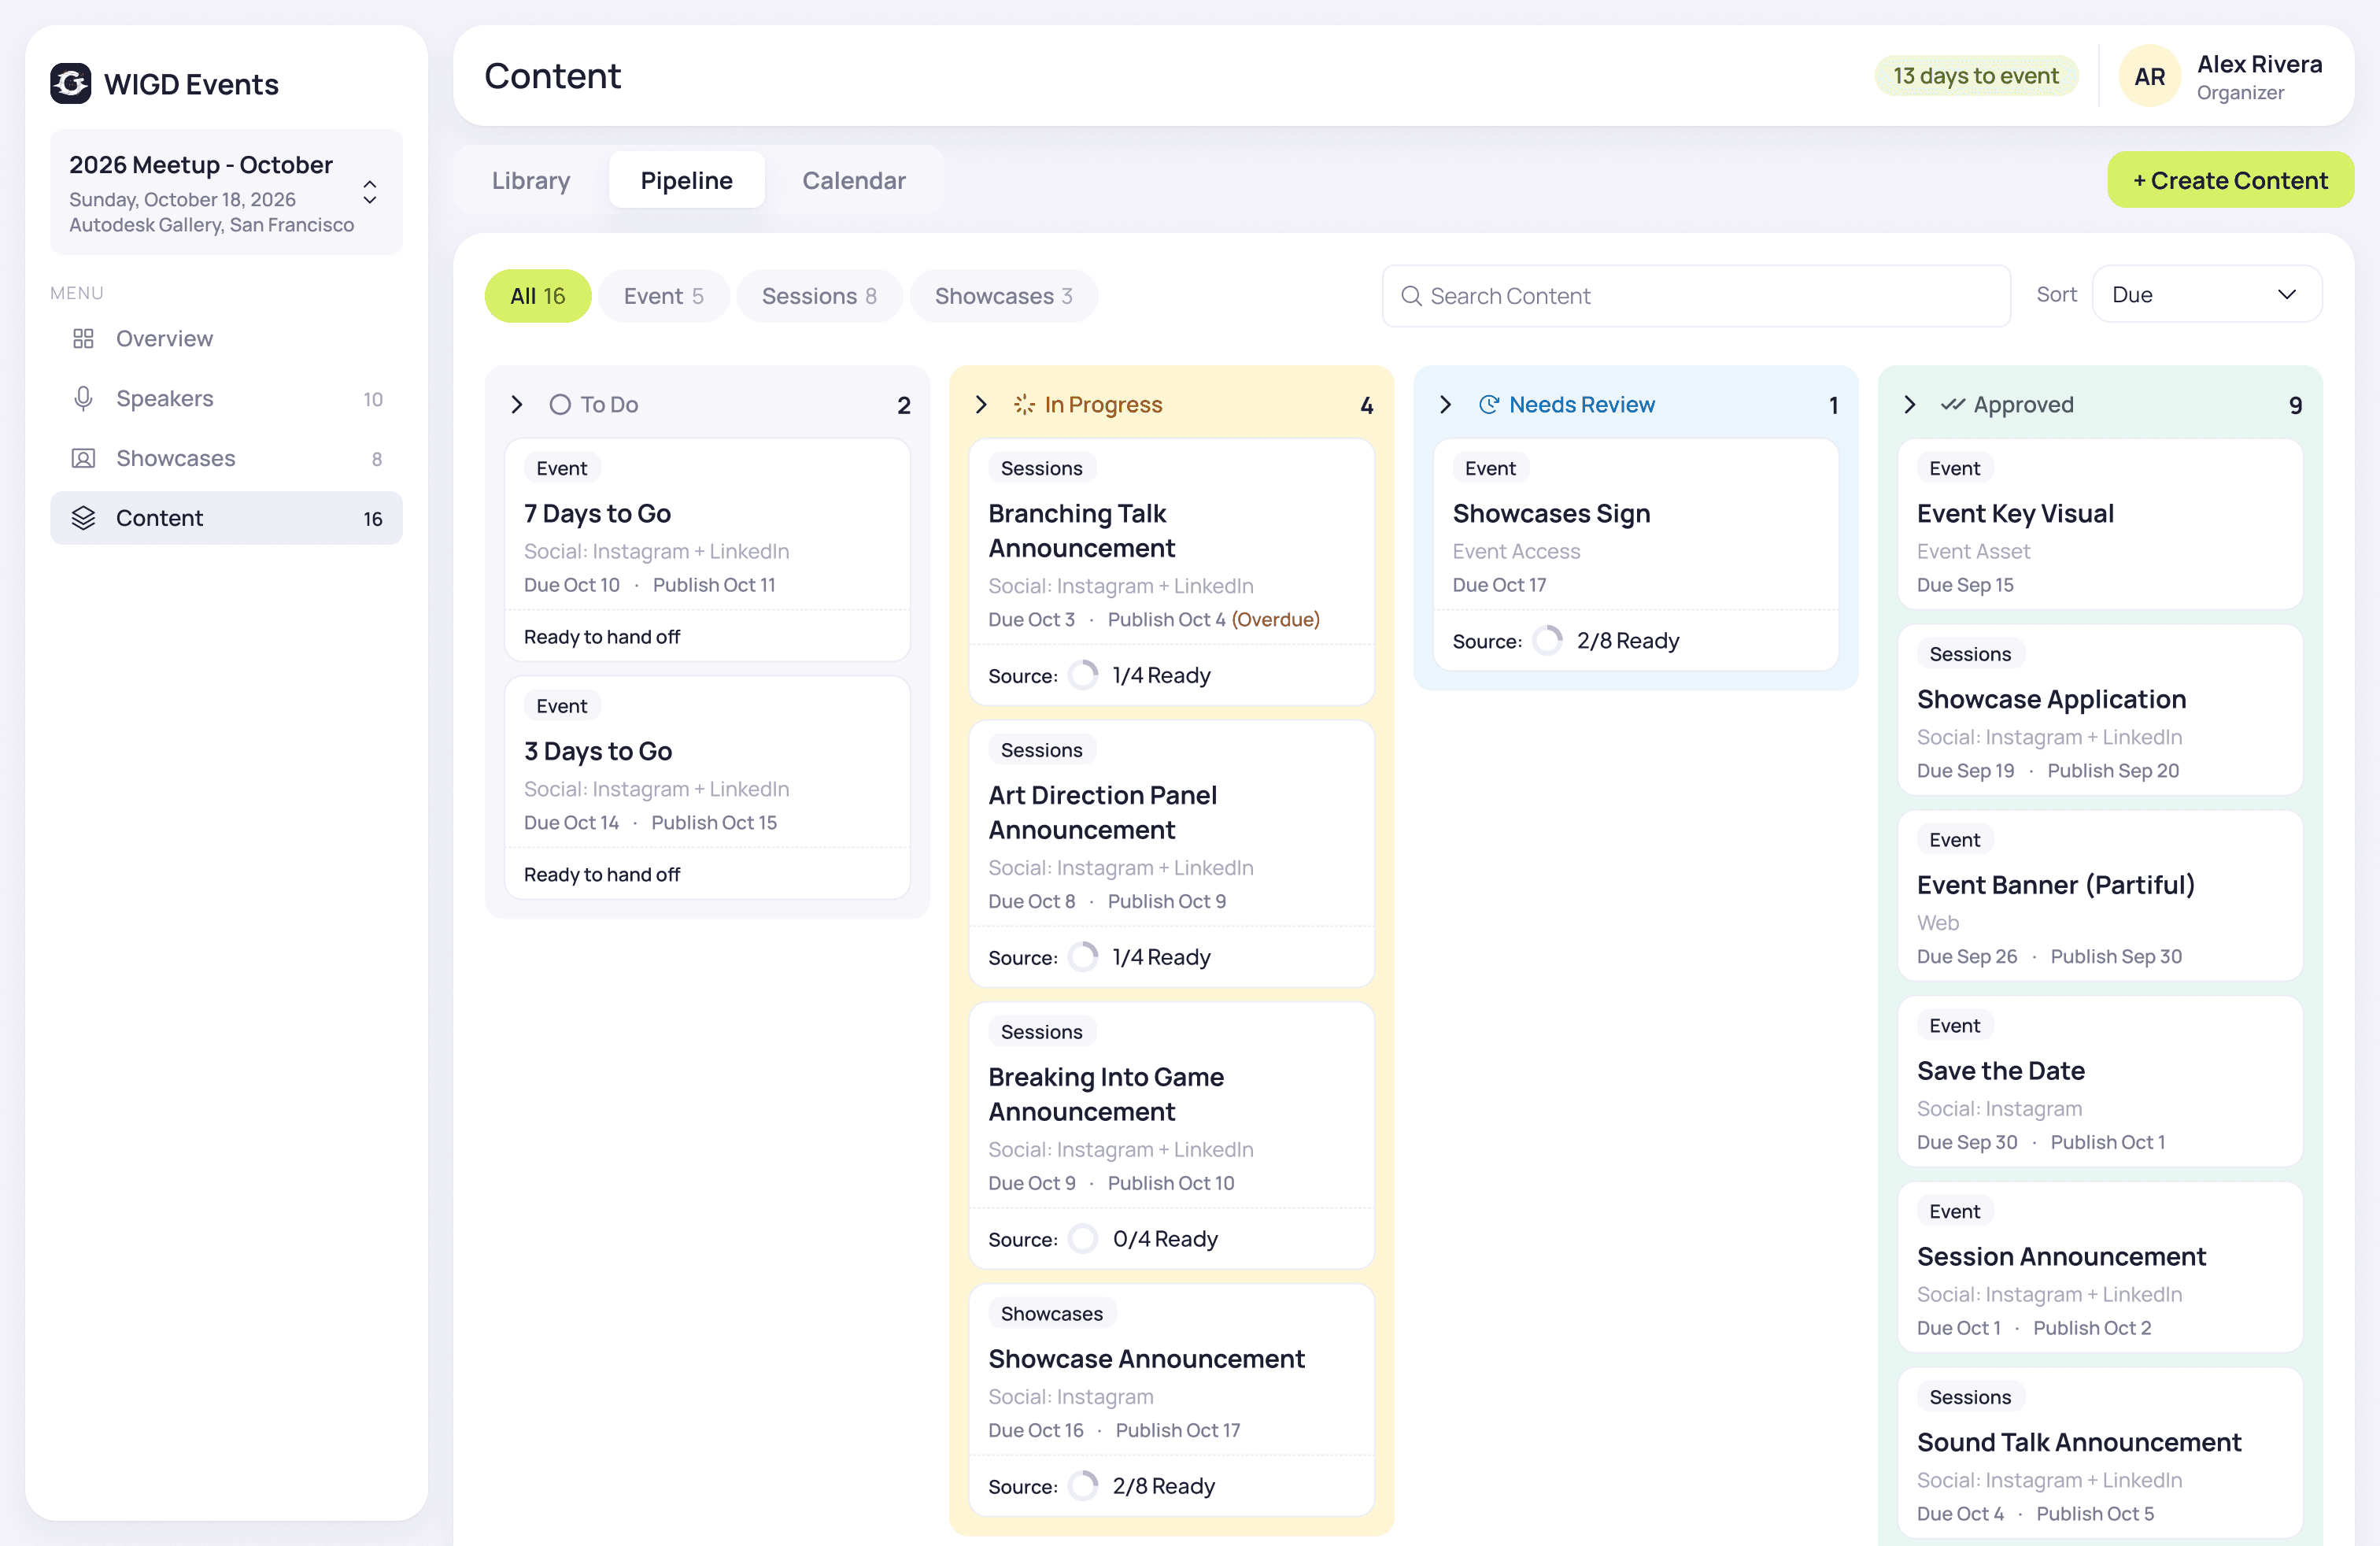 WIGD Events
2026 Meetup - October
Sunday, October 18, 2026
Autodesk Gallery, San Francisco
MENU
Overview
Speakers 10
Showcases 8
Content 16
Content
13 days to event
AR
Alex Rivera
Organizer
Library
Pipeline
Calendar
+ Create Content
All 16
Event 5
Sessions 8
Showcases 3
Search Content
Sort
Due
To Do 2
Event
7 Days to Go
Social: Instagram + LinkedIn
Due Oct 10 · Publish Oct 11
Ready to hand off
Event
3 Days to Go
Social: Instagram + LinkedIn
Due Oct 14 · Publish Oct 15
Ready to hand off
In Progress 4
Sessions
Branching Talk
Announcement
Social: Instagram + LinkedIn
Due Oct 3 · Publish Oct 4 (Overdue)
Source: 1/4 Ready
Sessions
Art Direction Panel
Announcement
Social: Instagram + LinkedIn
Due Oct 8 · Publish Oct 9
Source: 1/4 Ready
Sessions
Breaking Into Game
Announcement
Social: Instagram + LinkedIn
Due Oct 9 · Publish Oct 10
Source: 0/4 Ready
Showcases
Showcase Announcement
Social: Instagram
Due Oct 16 · Publish Oct 17
Source: 2/8 Ready
Needs Review 1
Event
Showcases Sign
Event Access
Due Oct 17
Source: 2/8 Ready
Approved 9
Event
Event Key Visual
Event Asset
Due Sep 15
Sessions
Showcase Application
Social: Instagram + LinkedIn
Due Sep 19 · Publish Sep 20
Event
Event Banner (Partiful)
Web
Due Sep 26 · Publish Sep 30
Event
Save the Date
Social: Instagram
Due Sep 30 · Publish Oct 1
Event
Session Announcement
Social: Instagram + LinkedIn
Due Oct 1 · Publish Oct 2
Sessions
Sound Talk Announcement
Social: Instagram + LinkedIn
Due Oct 4 · Publish Oct 5